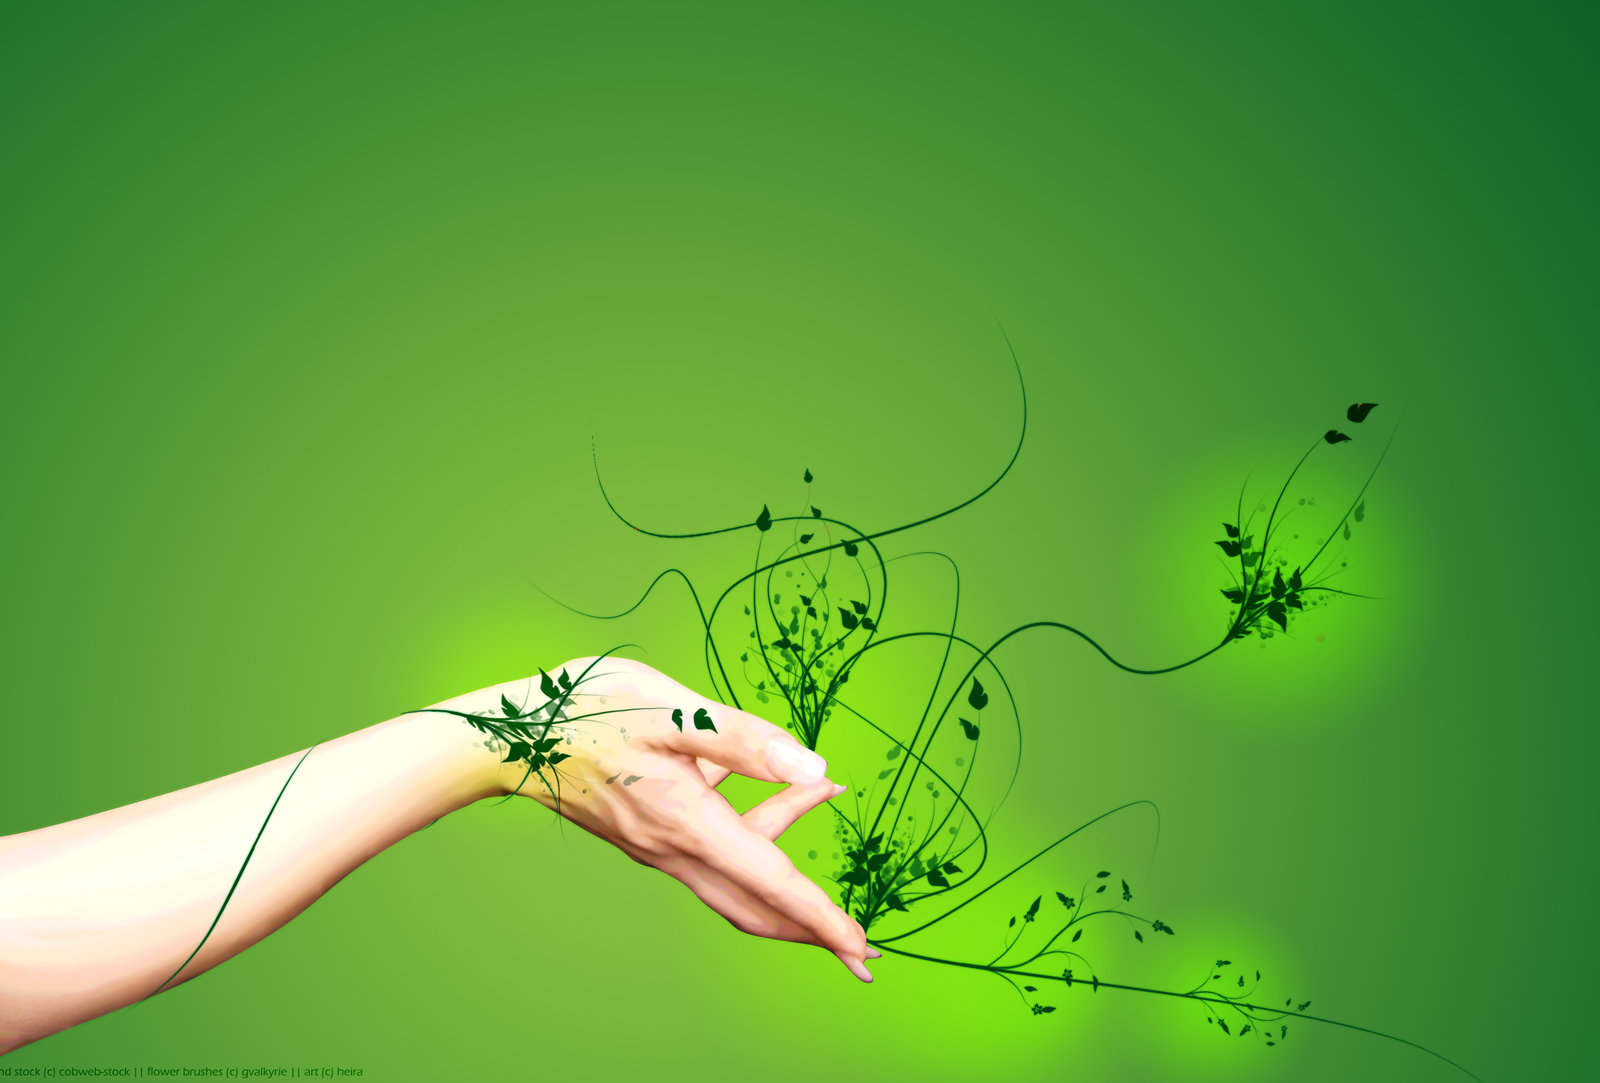 nd stock (c) cobweb-stock || flower brushes (c) gvalkyrie || art (c) heira